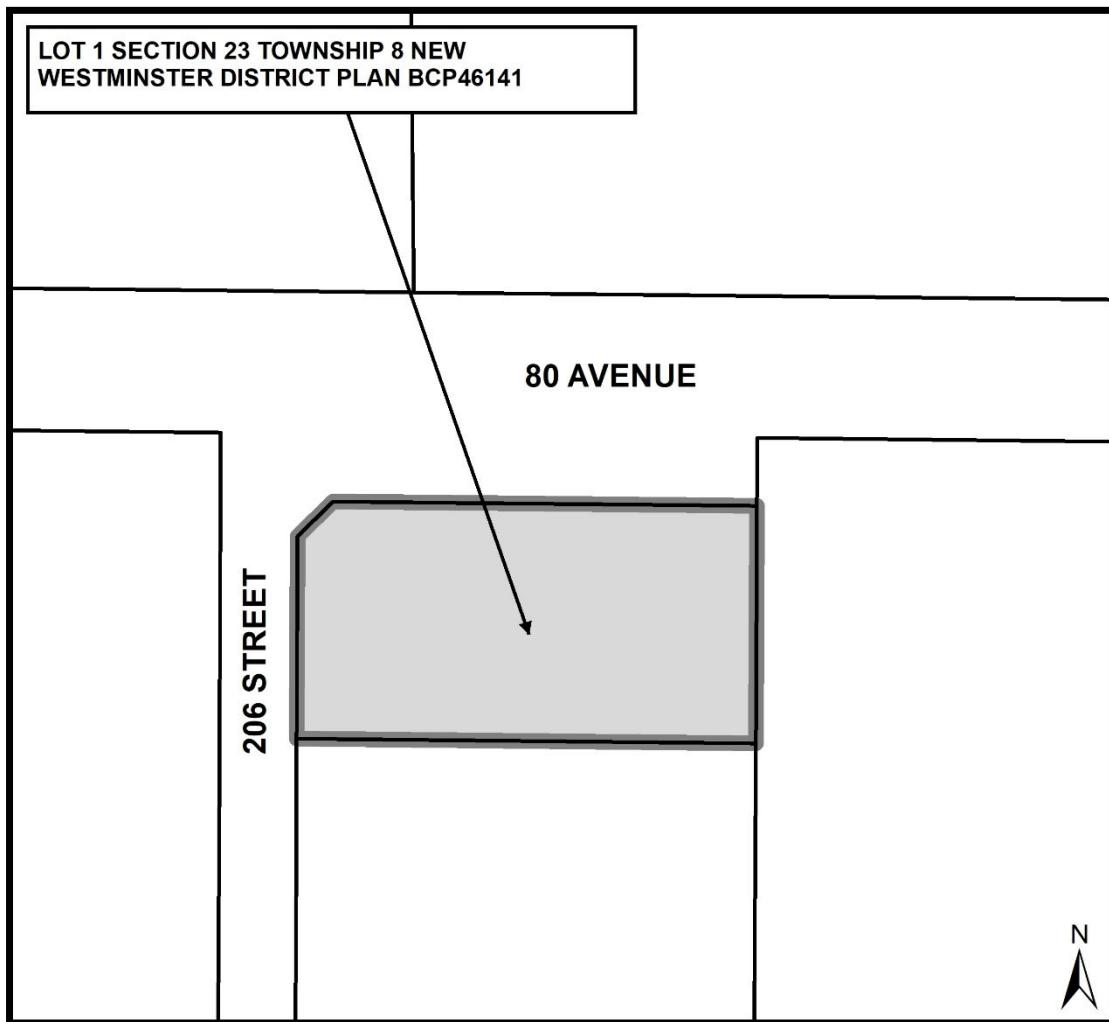 LOT 1 SECTION 23 TOWNSHIP 8 NEW
WESTMINSTER DISTRICT PLAN BCP46141
80 AVENUE
206 STREET
N